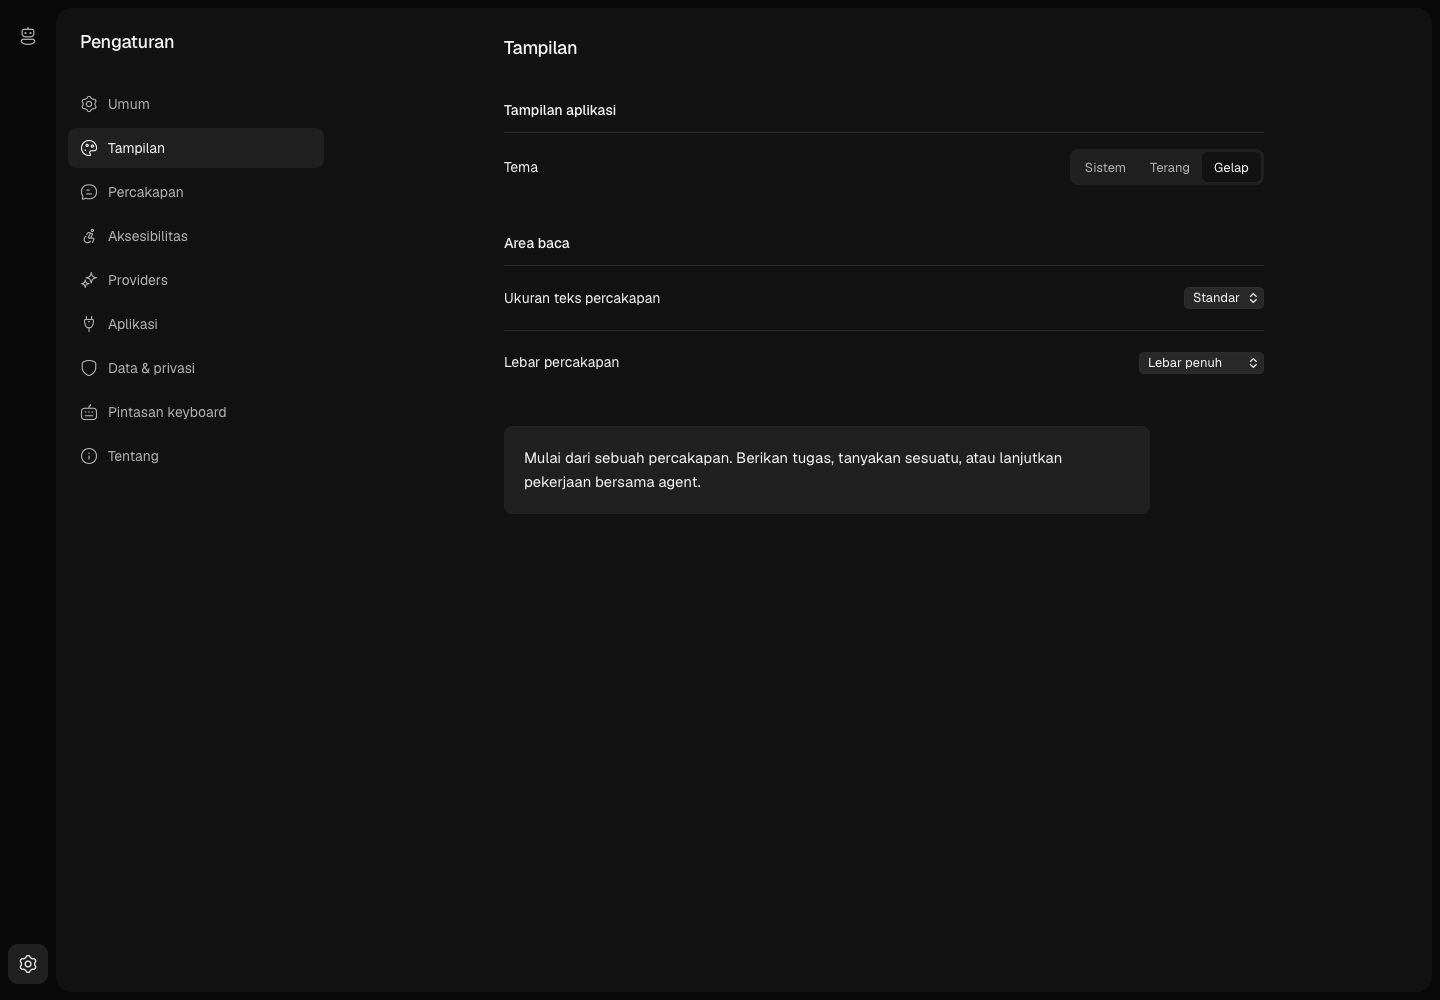 Pengaturan
Umum
Tampilan
Percakapan
Aksesibilitas
Providers
Aplikasi
Data & privasi
Pintasan keyboard
Tentang
Tampilan
Tampilan aplikasi
Tema
Sistem
Terang
Gelap
Area baca
Ukuran teks percakapan
Standar
Lebar percakapan
Lebar penuh
Mulai dari sebuah percakapan. Berikan tugas, tanyakan sesuatu, atau lanjutkan
pekerjaan bersama agent.